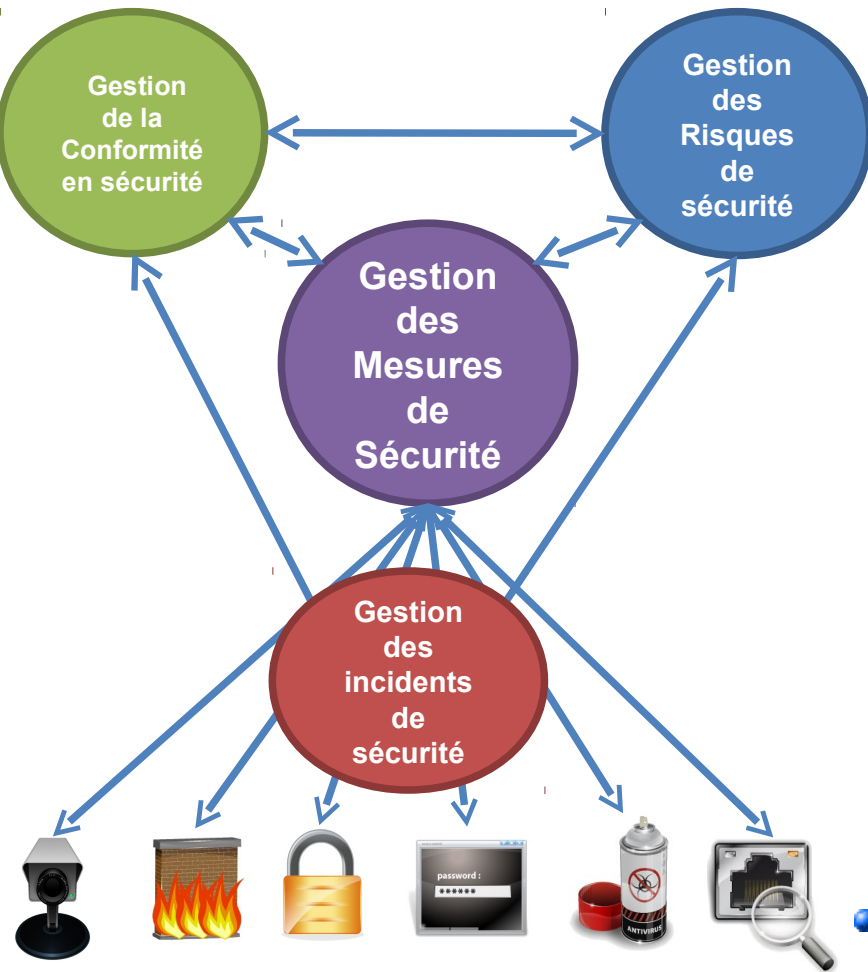 Gestion
de la
Conformité
en sécurité
Gestion
des
Risques
de
sécurité
Gestion
des
Mesures
de
Sécurité
Gestion
des
incidents
de
sécurité
password :
******
ANTIVIRUS